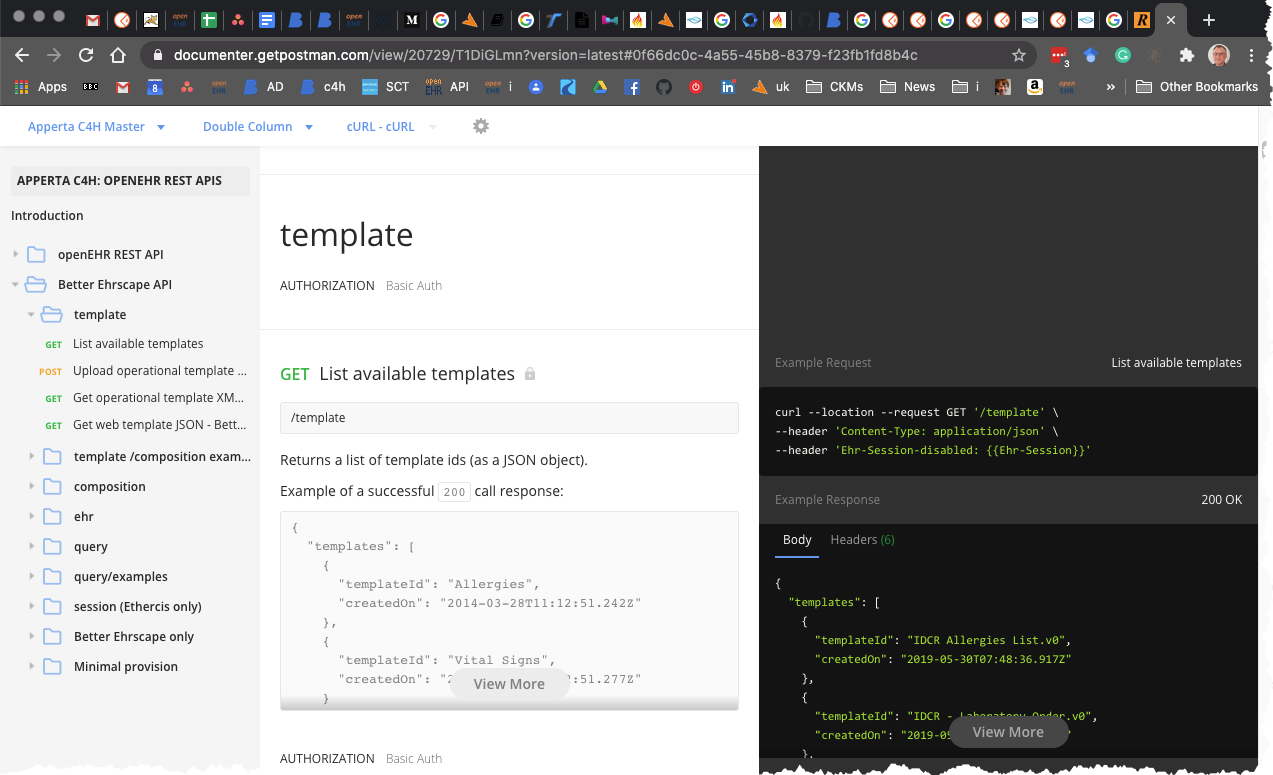 documenter.getpostman.com/view/20729/T1DiGLmn?version=latest#0f66dc0c-4a55-45b8-8379-f23fb1fd8b4c
3
Apps BBC 8 AD c4h SCT openEHR API i uk CKMs News i » Other Bookmarks
Apperta C4H Master Double Column cURL - cURL
APPERTA C4H: OPENEHR REST APIS
Introduction
openEHR REST API
Better Ehrscape API
template
GET List available templates
POST Upload operational template ...
GET Get operational template XM...
GET Get web template JSON - Bett...
template /composition exam...
composition
ehr
query
query/examples
session (Ethercis only)
Better Ehrscape only
Minimal provision
template
AUTHORIZATION Basic Auth
GET List available templates
/template
Returns a list of template ids (as a JSON object).
Example of a successful 200 call response:
{
"templates": [
{
"templateId": "Allergies",
"createdOn": "2014-03-28T11:12:51.242Z"
},
{
"templateId": "Vital Signs",
"createdOn": "2 :51.277Z"
}
View More
AUTHORIZATION Basic Auth
Example Request List available templates
curl --location --request GET '/template' \
--header 'Content-Type: application/json' \
--header 'Ehr-Session-disabled: {{Ehr-Session}}'
Example Response 200 OK
Body Headers (6)
{
"templates": [
{
"templateId": "IDCR Allergies List.v0",
"createdOn": "2019-05-30T07:48:36.917Z"
},
{
"templateId": "IDCR - Laboratory Order.v0",
"createdOn": "2019-05 "
},
View More